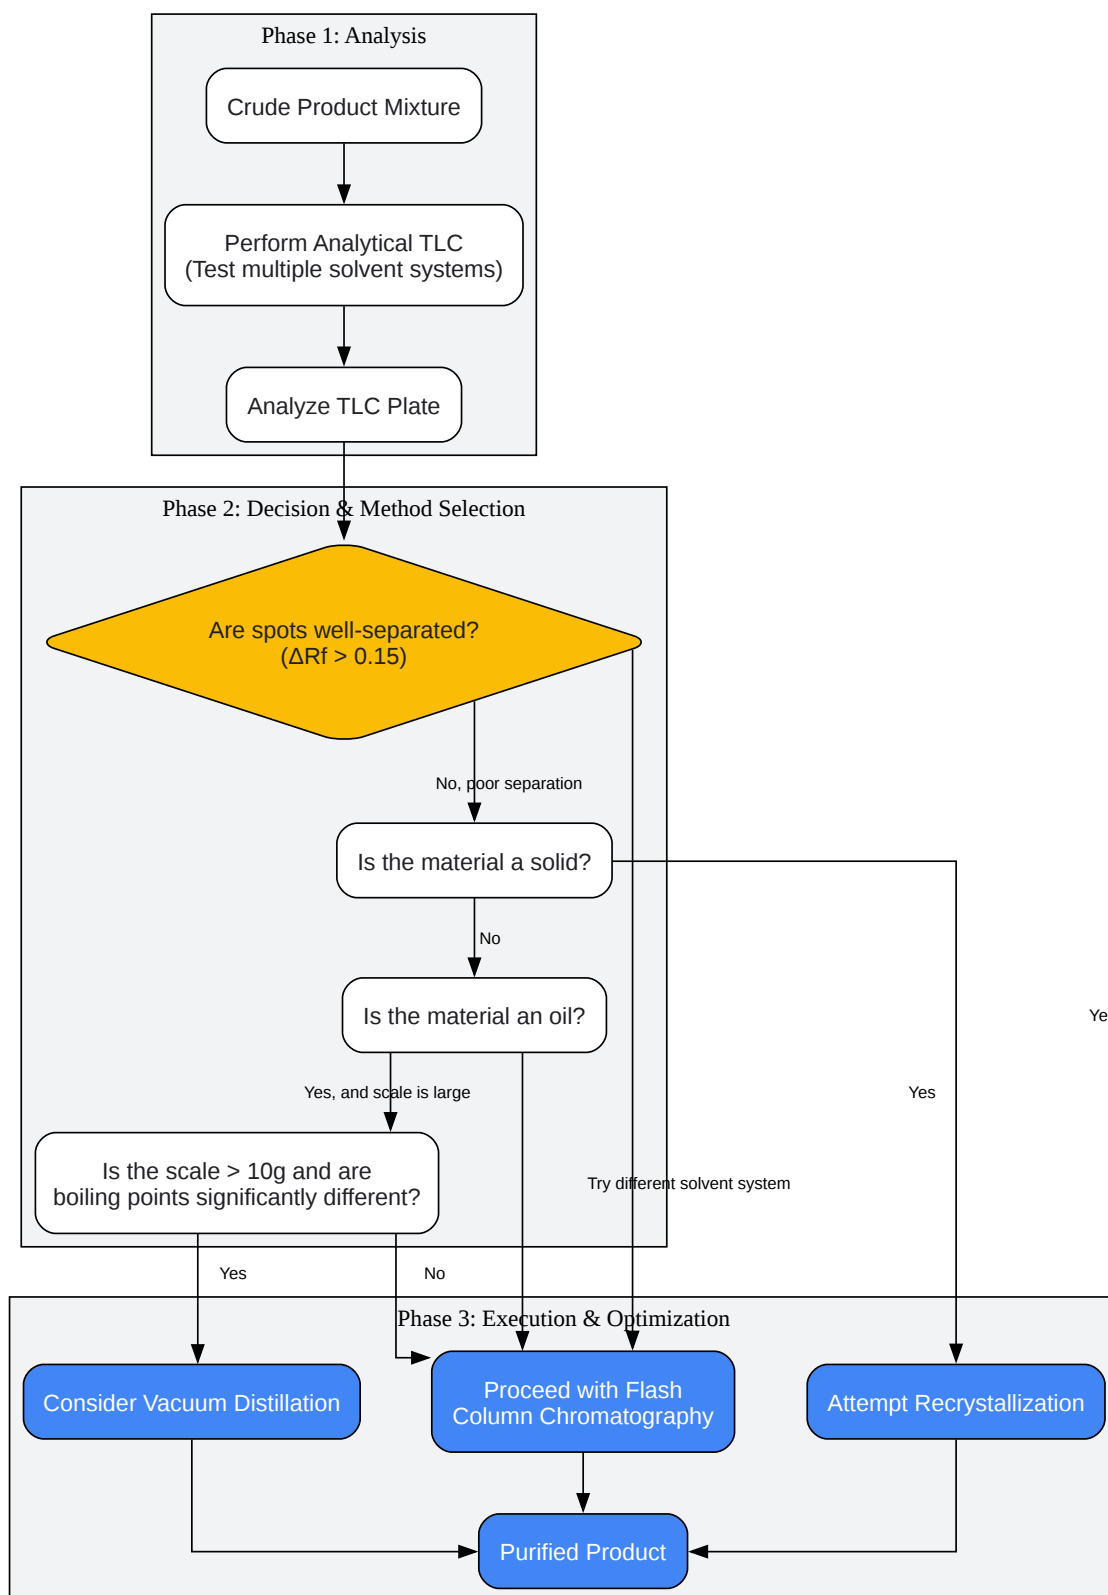 Phase 1: Analysis
Crude Product Mixture
Perform Analytical TLC
(Test multiple solvent systems)
Analyze TLC Plate
Phase 2: Decision & Method Selection
Are spots well-separated?
(ΔRf > 0.15)
No, poor separation
Is the material a solid?
No
Is the material an oil?
Ye
Yes, and scale is large
Yes
Is the scale > 10g and are
boiling points significantly different?
Try different solvent system
Yes
No
Phase 3: Execution & Optimization
Consider Vacuum Distillation
Proceed with Flash
Column Chromatography
Attempt Recrystallization
Purified Product